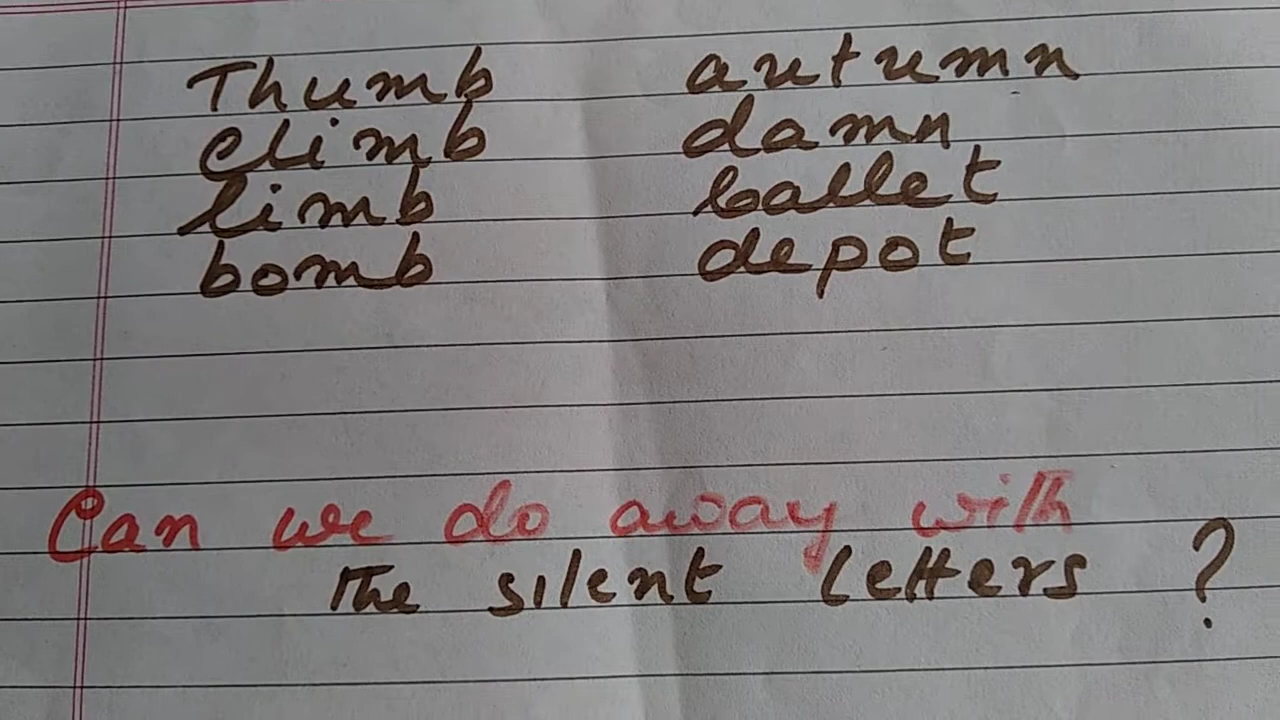 Thumb autumn
climb damn
limb ballet
bomb depot
Can we do away with
the silent letters ?